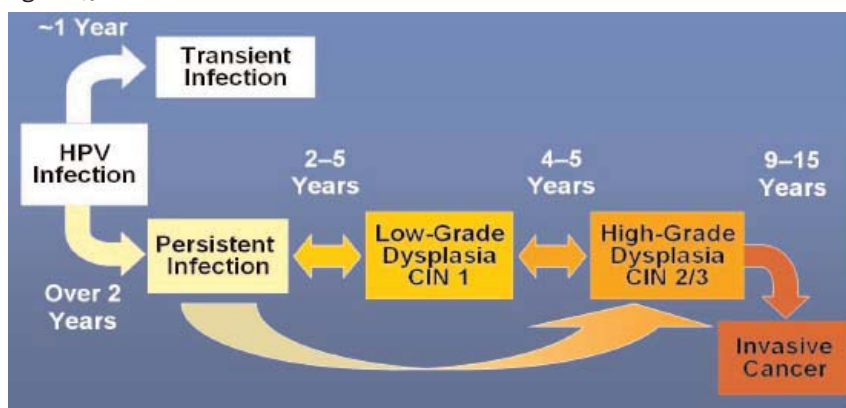 ~1 Year
Transient
Infection
HPV
Infection
2–5
Years
4–5
Years
9–15
Years
Persistent
Infection
Low-Grade
Dysplasia
CIN 1
High-Grade
Dysplasia
CIN 2/3
Over 2
Years
Invasive
Cancer